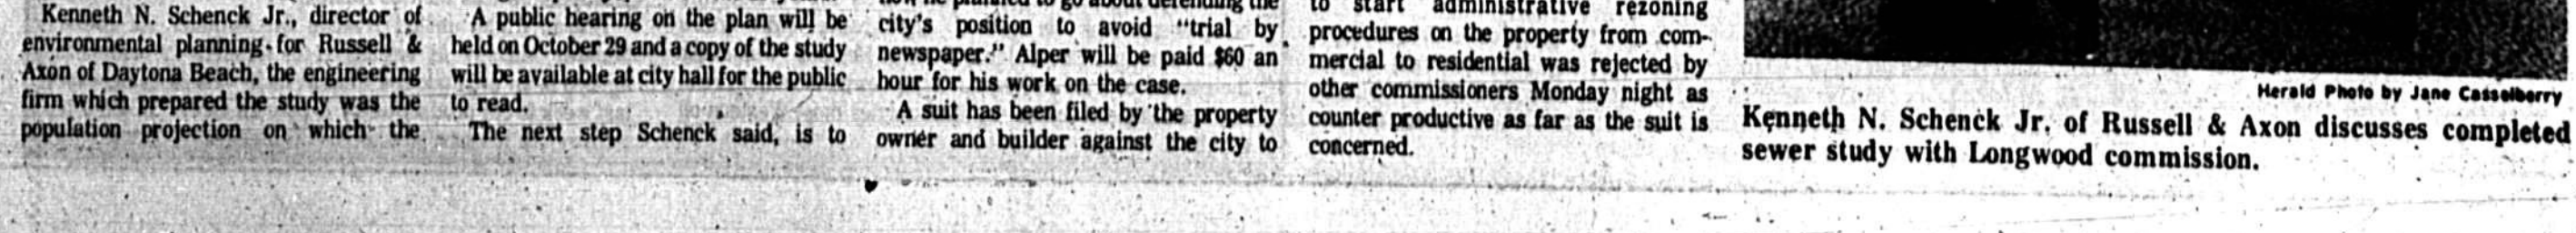 Kenneth N. Schenck Jr., director of
environmental planning for Russell &
Axon of Daytona Beach, the engineering
firm which prepared the study was the
population projection on which the
A public hearing on the plan will be
held on October 29 and a copy of the study
will be available at city hall for the public
to read.
The next step Schenck said, is to
city's position to avoid "trial by
newspaper." Alper will be paid $60 an
hour for his work on the case.
A suit has been filed by the property
owner and builder against the city to
to start administrative rezoning
procedures on the property from com-
mercial to residential was rejected by
other commissioners Monday night as
counter productive as far as the suit is
concerned.
Herald Photo by Jane Casselberry
Kenneth N. Schenck Jr. of Russell & Axon discusses completed
sewer study with Longwood commission.